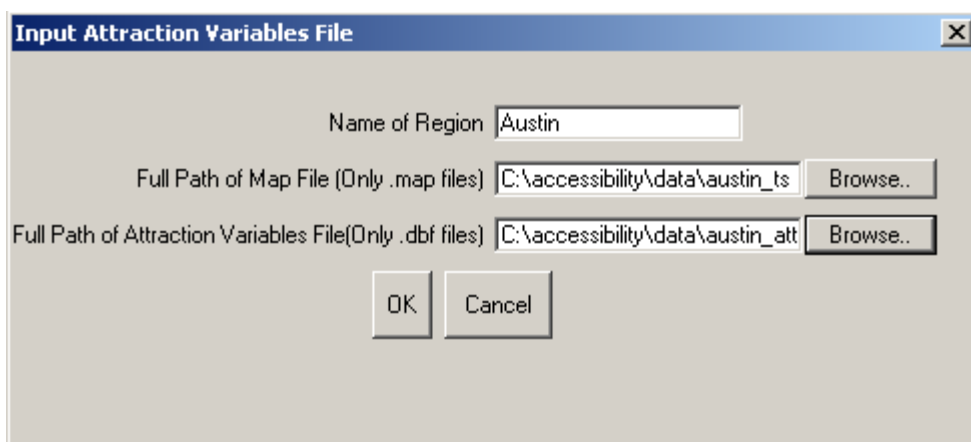 Input Attraction Variables File
Name of Region Austin
Full Path of Map File (Only .map files) C:\accessibility\data\austin_ts Browse..
Full Path of Attraction Variables File(Only .dbf files) C:\accessibility\data\austin_att Browse..
OK Cancel